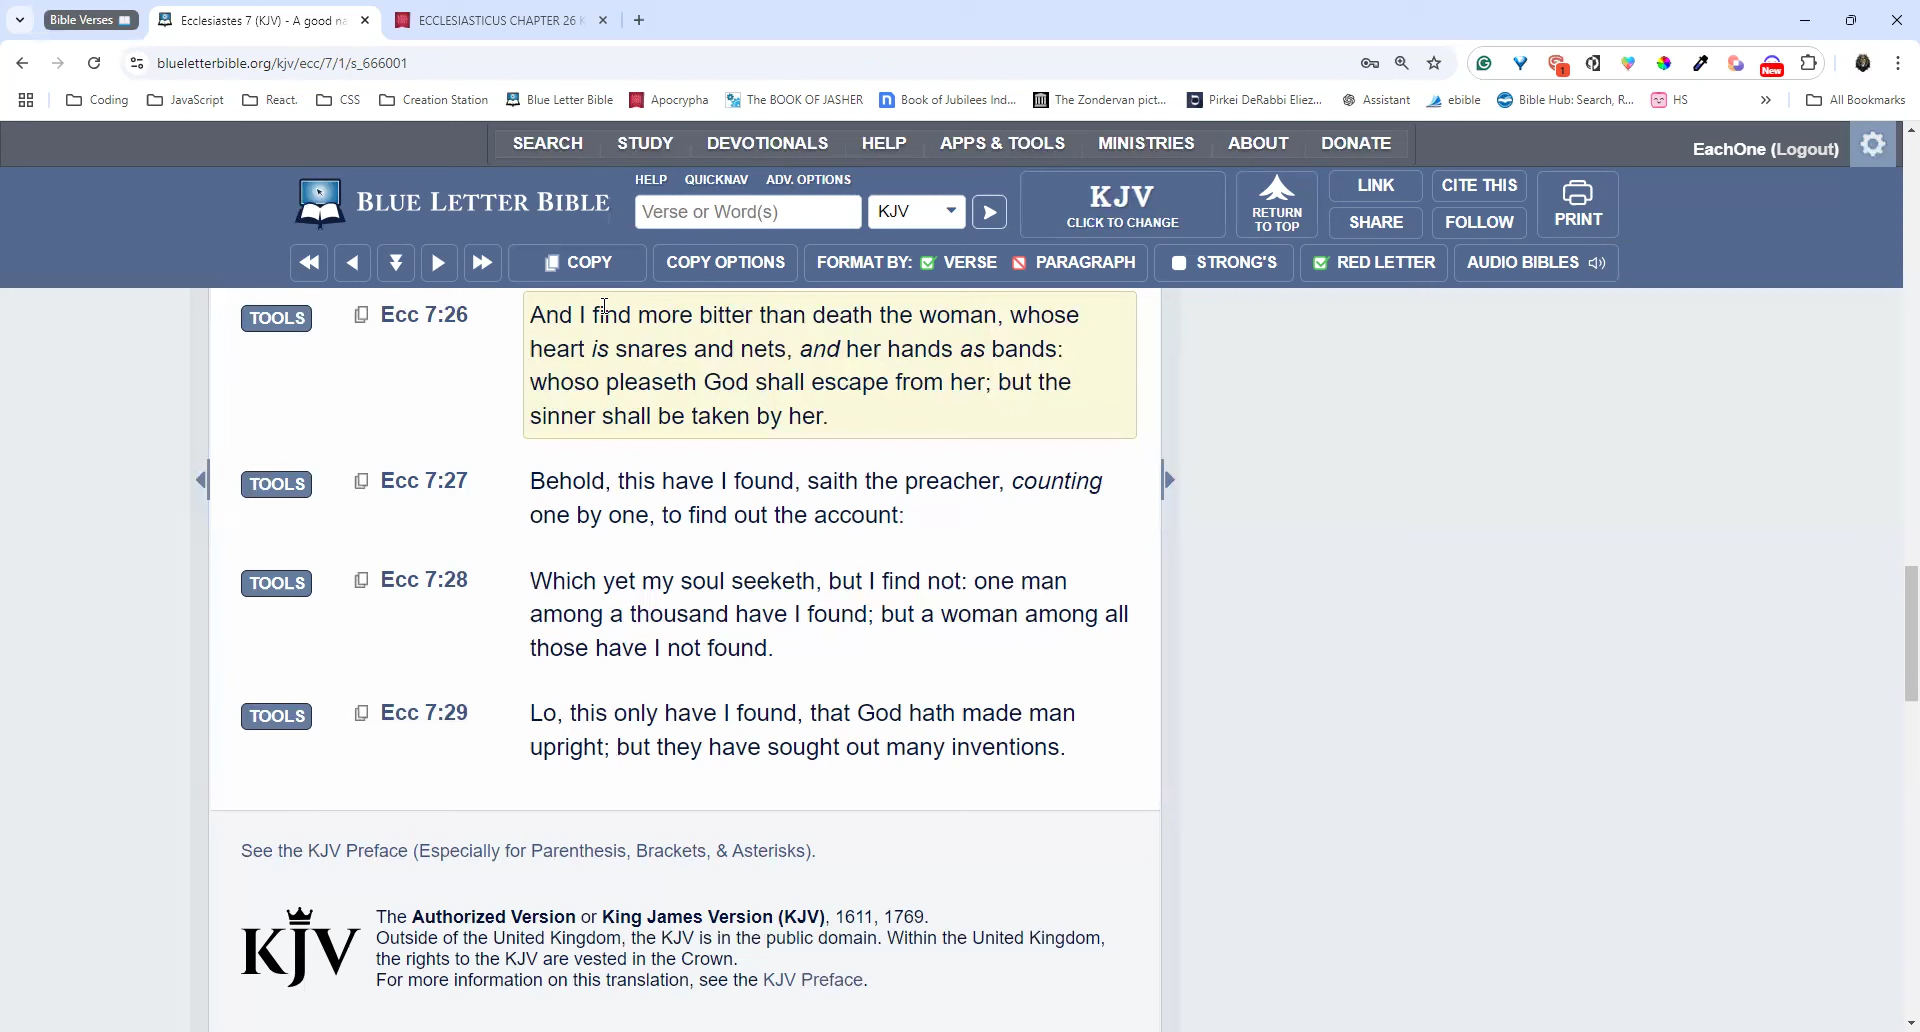 Bible Verses
Ecclesiastes 7 (KJV) - A good na
ECCLESIASTICUS CHAPTER 26 K
blueletterbible.org/kjv/ecc/7/1/s_666001
1
New
Coding
JavaScript
React.
CSS
Creation Station
Blue Letter Bible
Apocrypha
The BOOK OF JASHER
Book of Jubilees Ind...
The Zondervan pict...
Pirkei DeRabbi Eliez...
Assistant
ebible
Bible Hub: Search, R...
HS
All Bookmarks
SEARCH
STUDY
DEVOTIONALS
HELP
APPS & TOOLS
MINISTRIES
ABOUT
DONATE
EachOne (Logout)
BLUE LETTER BIBLE
HELP QUICKNAV ADV. OPTIONS
Verse or Word(s)
KJV
KJV
CLICK TO CHANGE
RETURN
TO TOP
LINK
CITE THIS
SHARE
FOLLOW
PRINT
COPY
COPY OPTIONS
FORMAT BY: VERSE PARAGRAPH
STRONG'S
RED LETTER
AUDIO BIBLES
TOOLS
Ecc 7:26
And I find more bitter than death the woman, whose
heart is snares and nets, and her hands as bands:
whoso pleaseth God shall escape from her; but the
sinner shall be taken by her.
TOOLS
Ecc 7:27
Behold, this have I found, saith the preacher, counting
one by one, to find out the account:
TOOLS
Ecc 7:28
Which yet my soul seeketh, but I find not: one man
among a thousand have I found; but a woman among all
those have I not found.
TOOLS
Ecc 7:29
Lo, this only have I found, that God hath made man
upright; but they have sought out many inventions.
See the KJV Preface (Especially for Parenthesis, Brackets, & Asterisks).
KJV
The Authorized Version or King James Version (KJV), 1611, 1769.
Outside of the United Kingdom, the KJV is in the public domain. Within the United Kingdom,
the rights to the KJV are vested in the Crown.
For more information on this translation, see the KJV Preface.